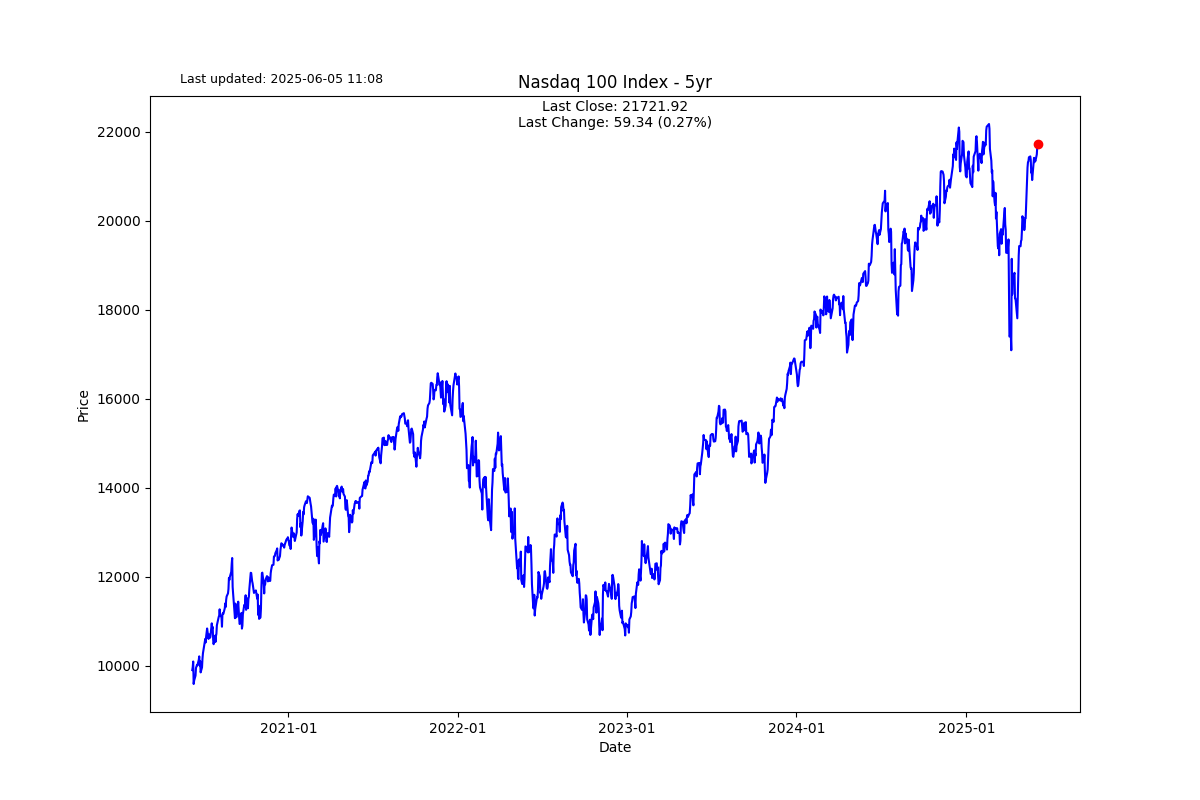 Last updated: 2025-06-05 11:08
Nasdaq 100 Index - 5yr
Last Close: 21721.92
Last Change: 59.34 (0.27%)
22000
20000
18000
16000
14000
12000
10000
Price
2021-01
2022-01
2023-01
2024-01
2025-01
Date